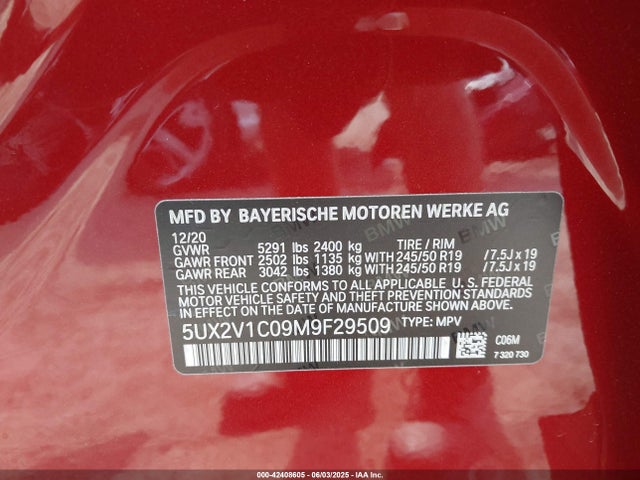 MFD BY BAYERISCHE MOTOREN WERKE AG
12/20
GVWR 5291 lbs 2400 kg TIRE / RIM
GAWR FRONT 2502 lbs 1135 kg WITH 245/50 R19 / 7.5J x 19
GAWR REAR 3042 lbs 1380 kg WITH 245/50 R19 / 7.5J x 19
THIS VEHICLE CONFORMS TO ALL APPLICABLE U. S. FEDERAL
MOTOR VEHICLE SAFETY AND THEFT PREVENTION STANDARDS
IN EFFECT ON THE DATE OF MANUFACTURE SHOWN ABOVE.
5UX2V1C09M9F29509 TYPE: MPV
C06M
7 320 730
000-42408605 - 06/03/2025 - IAA Inc.